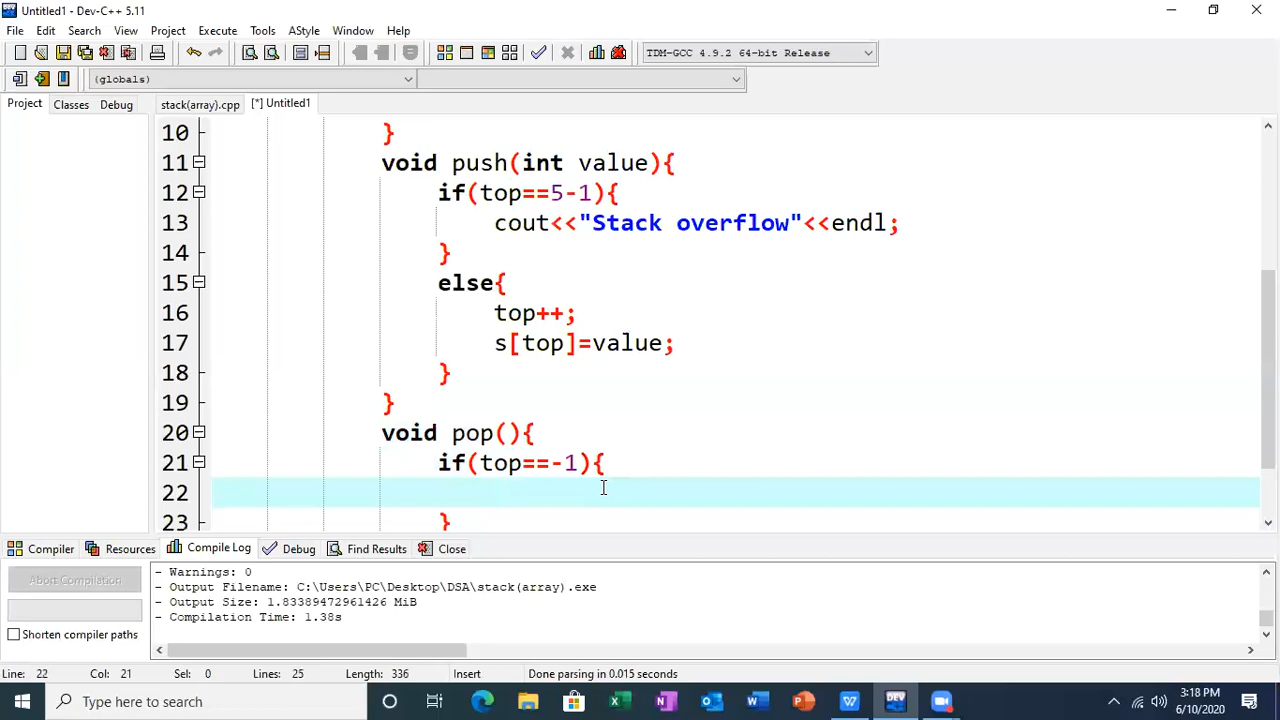 Untitled1 - Dev-C++ 5.11
File Edit Search View Project Execute Tools AStyle Window Help
TDM-GCC 4.9.2 64-bit Release
(globals)
Project Classes Debug stack(array).cpp [*] Untitled1
10 }
11 void push(int value){
12 if(top==5-1){
13 cout<<"Stack overflow"<<endl;
14 }
15 else{
16 top++;
17 s[top]=value;
18 }
19 }
20 void pop(){
21 if(top==-1){
22
23 }
Compiler Resources Compile Log Debug Find Results Close
Abort Compilation
Shorten compiler paths
- Warnings: 0
- Output Filename: C:\Users\PC\Desktop\DSA\stack(array).exe
- Output Size: 1.83389472961426 MiB
- Compilation Time: 1.38s
Line: 22 Col: 21 Sel: 0 Lines: 25 Length: 336 Insert Done parsing in 0.015 seconds
Type here to search
DEV
3:18 PM
6/10/2020